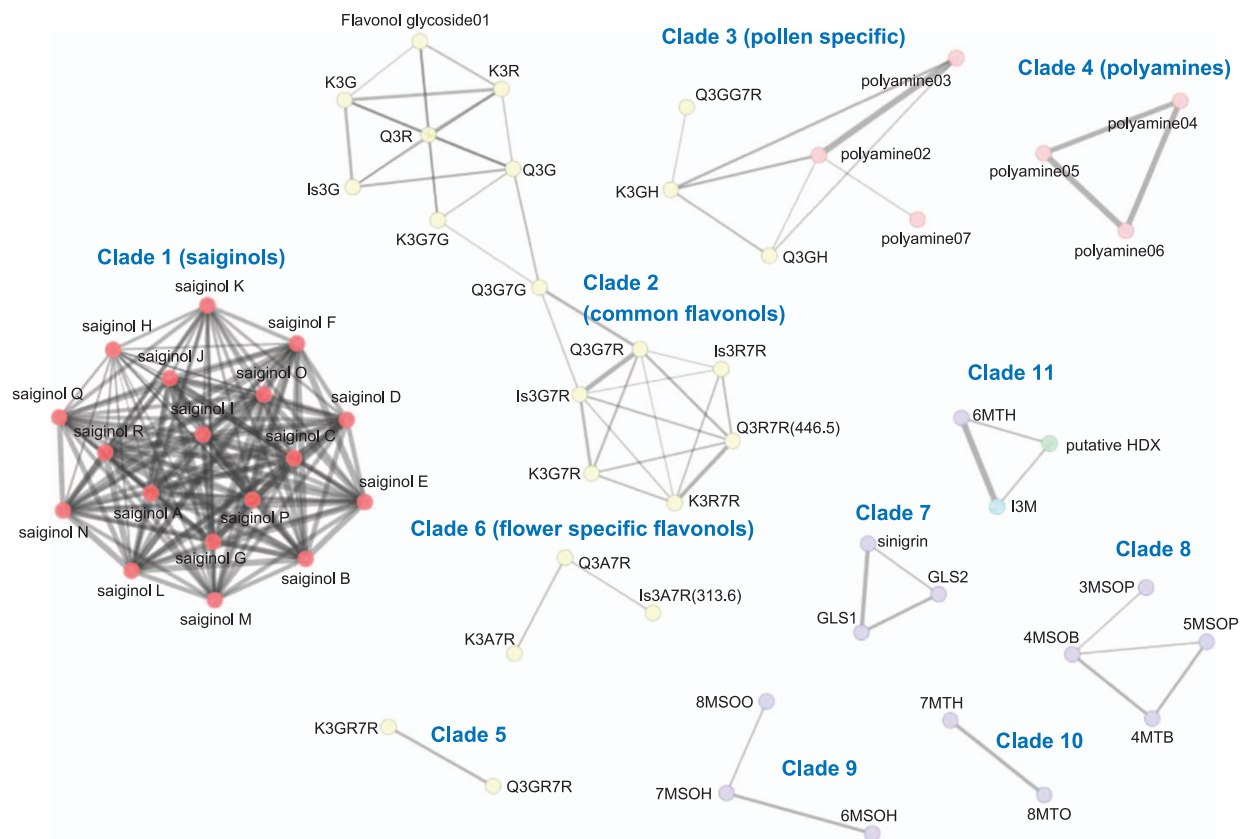 Flavonol glycoside01
K3G
K3R
Q3R
Is3G
Q3G
K3G7G
Q3G7G
Clade 3 (pollen specific)
polyamine03
Q3GG7R
polyamine02
K3GH
polyamine07
Q3GH
Clade 4 (polyamines)
polyamine04
polyamine05
polyamine06
Clade 1 (saiginols)
saiginol K
saiginol H
saiginol F
saiginol J
saiginol O
saiginol Q
saiginol D
saiginol I
saiginol R
saiginol C
saiginol E
saiginol A
saiginol P
saiginol N
saiginol G
saiginol L
saiginol B
saiginol M
Clade 2
(common flavonols)
Q3G7R
Is3R7R
Is3G7R
Q3R7R(446.5)
K3G7R
K3R7R
Clade 11
6MTH
putative HDX
I3M
Clade 6 (flower specific flavonols)
Q3A7R
Is3A7R(313.6)
K3A7R
Clade 7
sinigrin
GLS2
GLS1
Clade 8
3MSOP
5MSOP
4MSOB
4MTB
K3GR7R
Clade 5
Q3GR7R
8MSOO
Clade 9
7MSOH
6MSOH
7MTH
Clade 10
8MTO